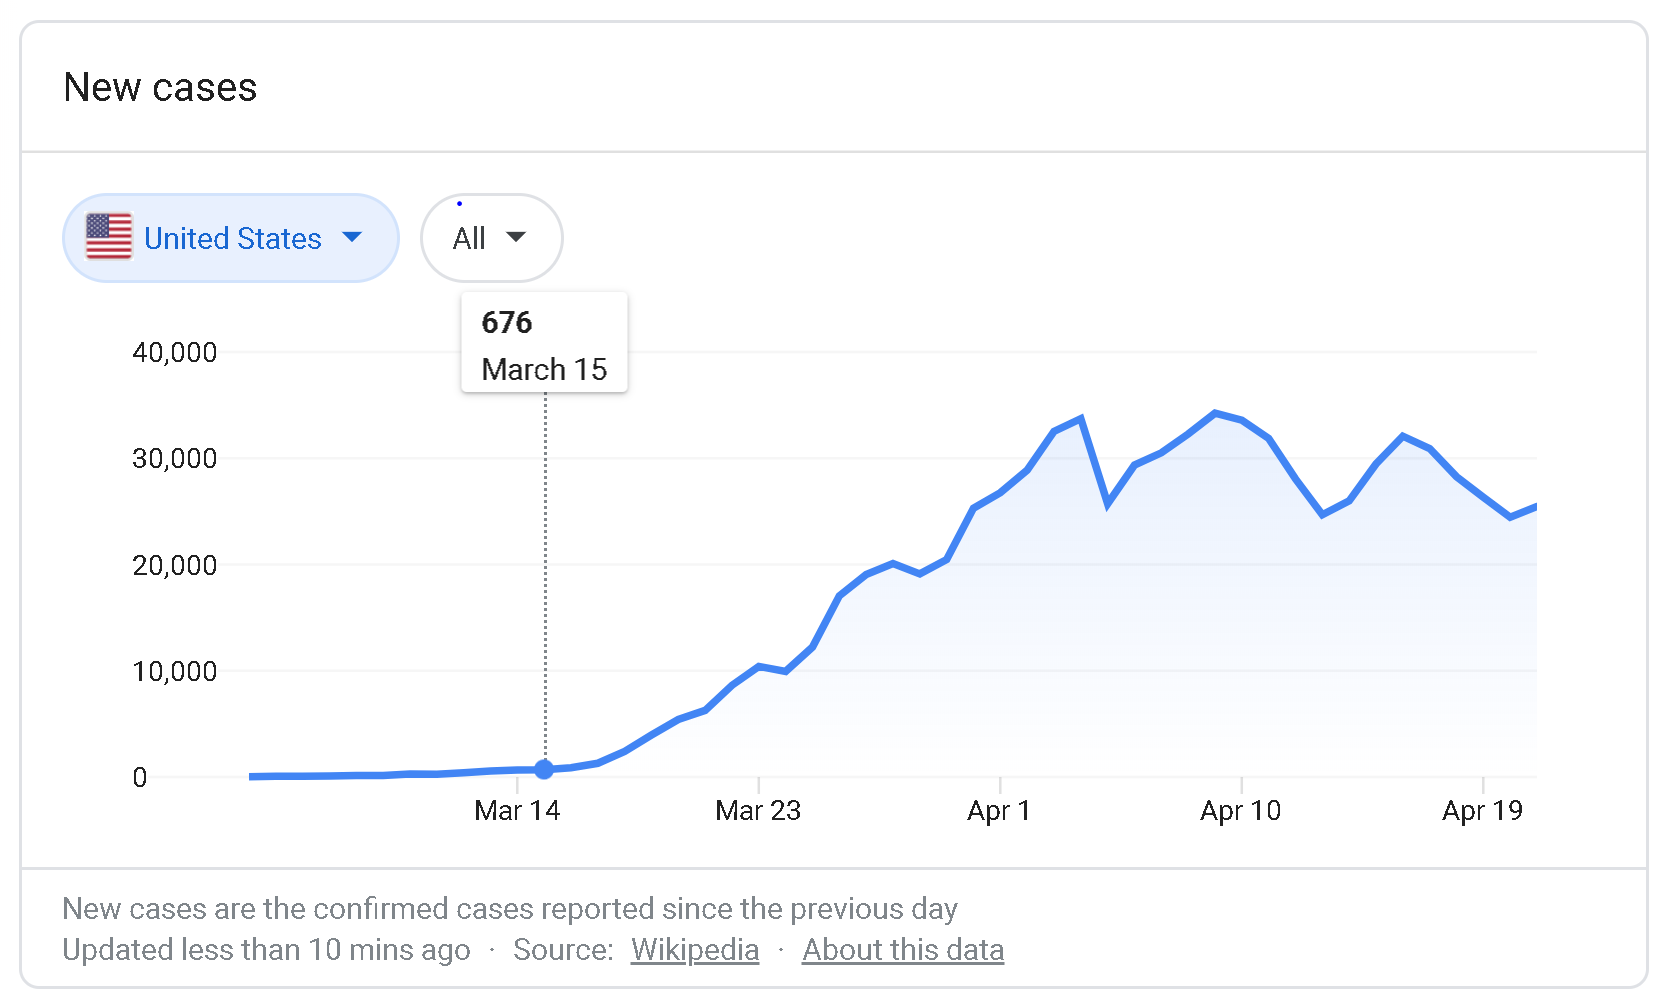 New cases
United States
All
676
March 15
40,000
30,000
20,000
10,000
0
Mar 14
Mar 23
Apr 1
Apr 10
Apr 19
New cases are the confirmed cases reported since the previous day
Updated less than 10 mins ago · Source: Wikipedia · About this data